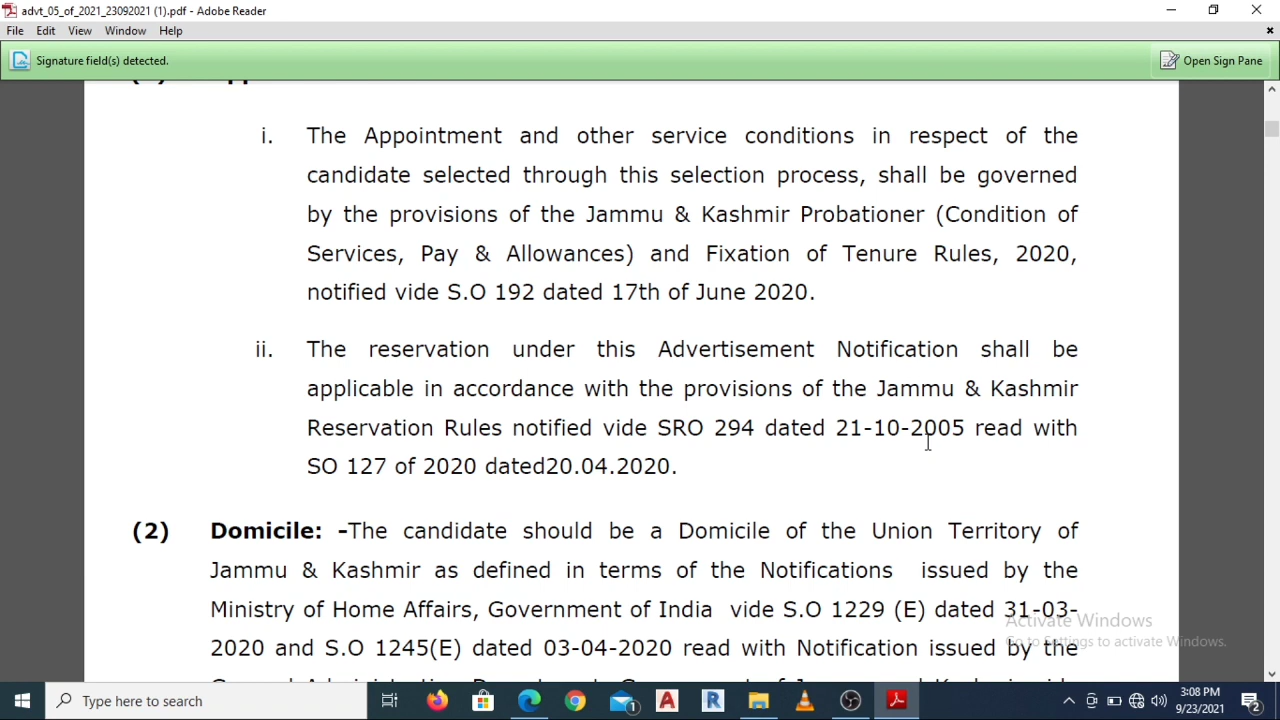 advt_05_of_2021_23092021 (1).pdf - Adobe Reader
File Edit View Window Help
Signature field(s) detected.
Open Sign Pane
i. The Appointment and other service conditions in respect of the
candidate selected through this selection process, shall be governed
by the provisions of the Jammu & Kashmir Probationer (Condition of
Services, Pay & Allowances) and Fixation of Tenure Rules, 2020,
notified vide S.O 192 dated 17th of June 2020.
ii. The reservation under this Advertisement Notification shall be
applicable in accordance with the provisions of the Jammu & Kashmir
Reservation Rules notified vide SRO 294 dated 21-10-2005 read with
SO 127 of 2020 dated20.04.2020.
(2) Domicile: -The candidate should be a Domicile of the Union Territory of
Jammu & Kashmir as defined in terms of the Notifications issued by the
Ministry of Home Affairs, Government of India vide S.O 1229 (E) dated 31-03-
2020 and S.O 1245(E) dated 03-04-2020 read with Notification issued by the
Activate Windows
Go to Settings to activate Windows.
Type here to search
3:08 PM
9/23/2021